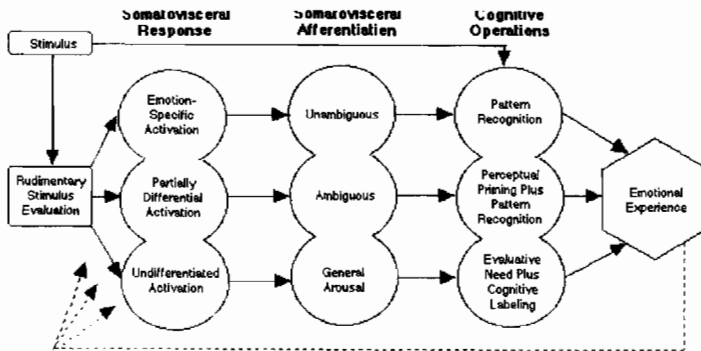 Somatovisceral
Response
Somatovisceral
Afferentiation
Cognitive
Operations
Stimulus
Emotion-
Specific
Activation
Unambiguous
Pattern
Recognition
Rudimentary
Stimulus
Evaluation
Partially
Differential
Activation
Ambiguous
Perceptual
Priming Plus
Pattern
Recognition
Emotional
Experience
Undifferentiated
Activation
General
Arousal
Evaluative
Need Plus
Cognitive
Labeling